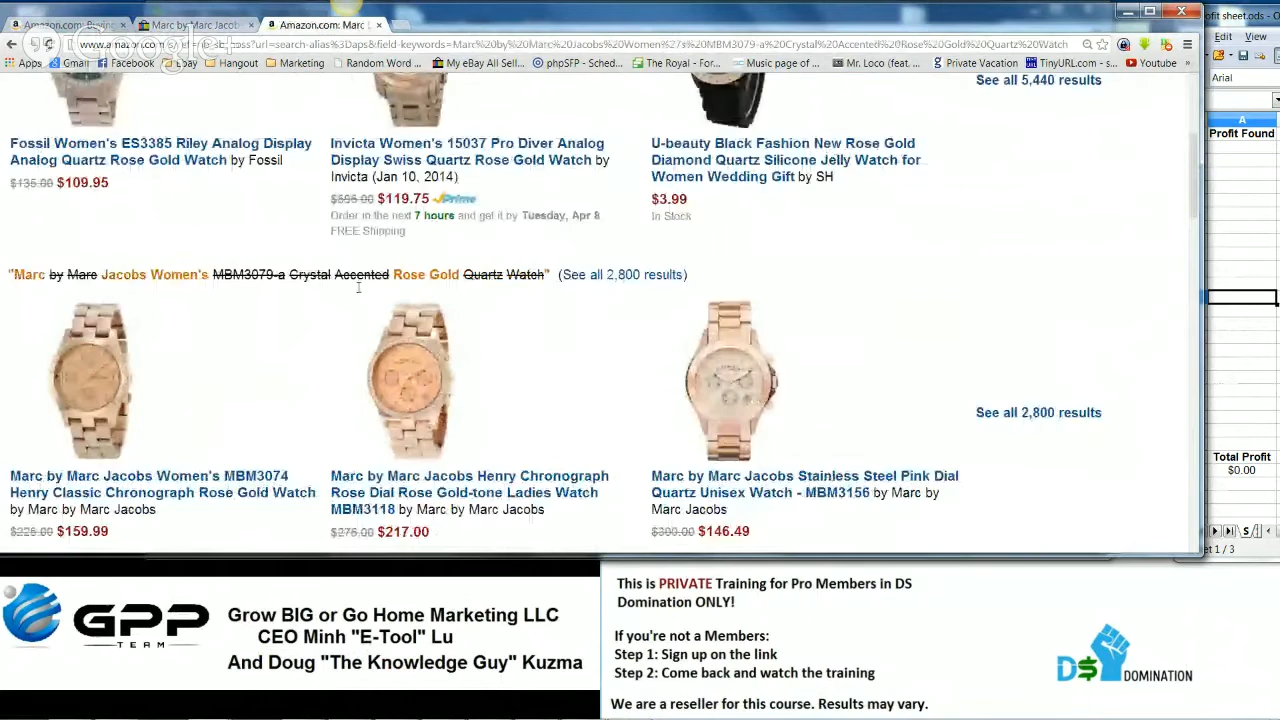 Amazon.com: Buying
Marc by Marc Jacobs
Amazon.com: Marc
Google+
Apps Gmail Facebook Fbay Hangout Marketing Random Word My eBay All Sell... phpSFP - Sched... The Royal - For... Music page of ... Mr. Loo (feat. ... Private Vacation TinyURL.com - s... Youtube
See all 5,440 results
Fossil Women's ES3385 Riley Analog Display
Analog Quartz Rose Gold Watch by Fossil
$135.00 $109.95
Invicta Women's 15037 Pro Diver Analog
Display Swiss Quartz Rose Gold Watch by
Invicta (Jan 10, 2014)
$119.75 Prime
Order in the next 7 hours and get it by Tuesday, Apr 8
FREE Shipping
U-beauty Black Fashion New Rose Gold
Diamond Quartz Silicone Jelly Watch for
Women Wedding Gift by SH
$3.99
In Stock
"Marc by Marc Jacobs Women's MBM3079-a Crystal Accented Rose Gold Quartz Watch" (See all 2,800 results)
Marc by Marc Jacobs Women's MBM3074
Henry Classic Chronograph Rose Gold Watch
by Marc by Marc Jacobs
$225.00 $159.99
Marc by Marc Jacobs Henry Chronograph
Rose Dial Rose Gold-tone Ladies Watch
MBM3118 by Marc by Marc Jacobs
$275.00 $217.00
Marc by Marc Jacobs Stainless Steel Pink Dial
Quartz Unisex Watch - MBM3156 by Marc by
Marc Jacobs
$300.00 $146.49
See all 2,800 results
ofit sheet.ods - O
Edit View
Arial
A
Profit Found
Total Profit
$0.00
t 1 / 3
GPP
TEAM
Grow BIG or Go Home Marketing LLC
CEO Minh "E-Tool" Lu
And Doug "The Knowledge Guy" Kuzma
This is PRIVATE Training for Pro Members in DS
Domination ONLY!
If you're not a Members:
Step 1: Sign up on the link
Step 2: Come back and watch the training
We are a reseller for this course. Results may vary.
D$ DOMINATION